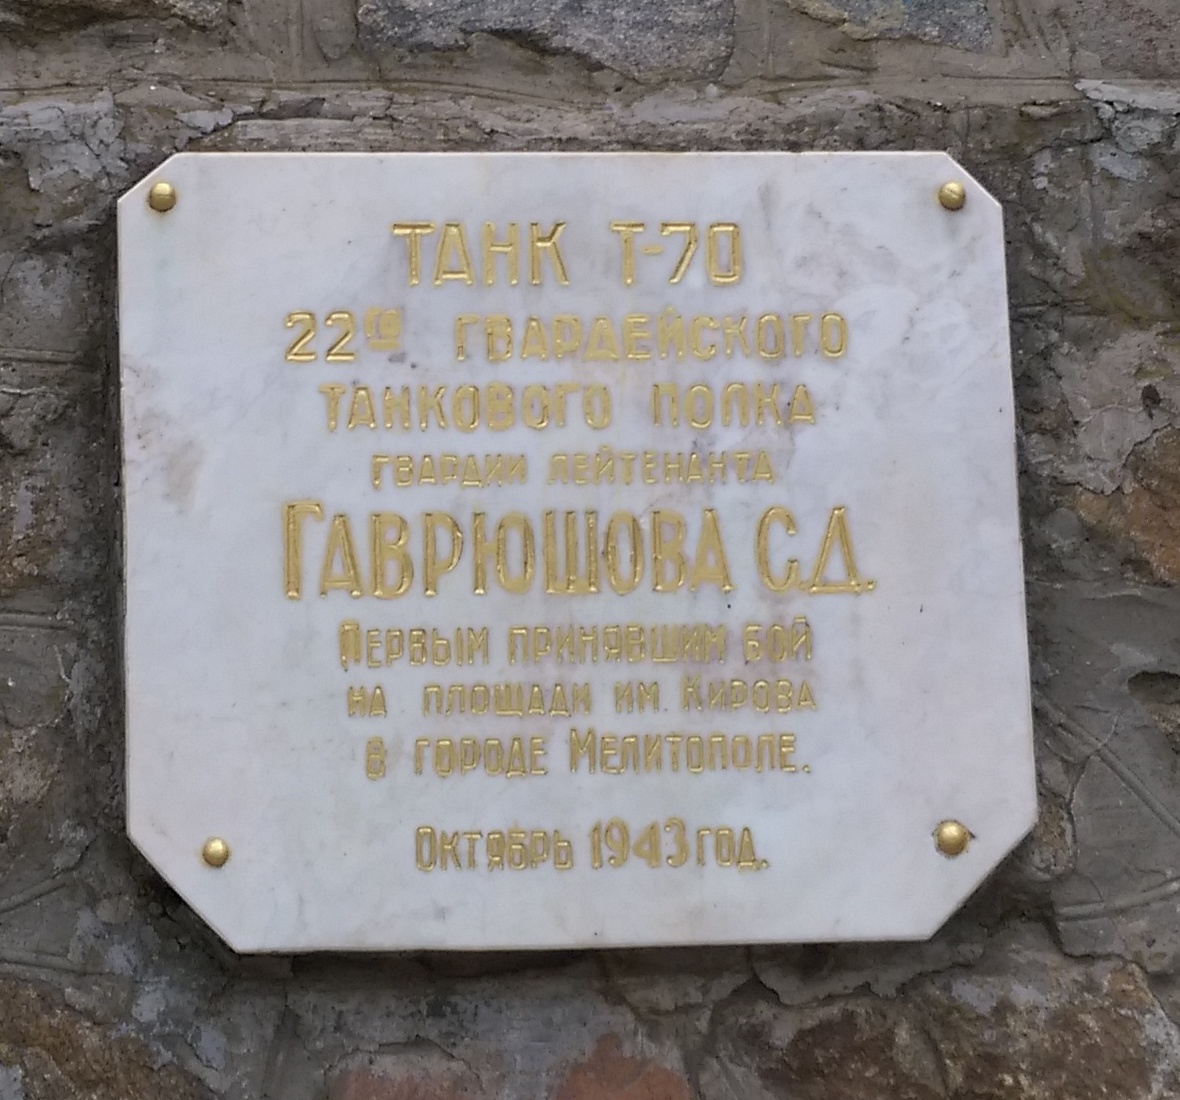 ТАНК Т-70
22го ГВАРДЕЙСКОГО
ТАНКОВОГО ПОЛКА
ГВАРДИИ ЛЕЙТЕНАНТА
ГАВРЮШОВА С.Д.
ПЕРВЫМ ПРИНЯВШИМ БОЙ
НА ПЛОЩАДИ ИМ. КИРОВА
В ГОРОДЕ МЕЛИТОПОЛЕ.
ОКТЯБРЬ 1943 ГОД.